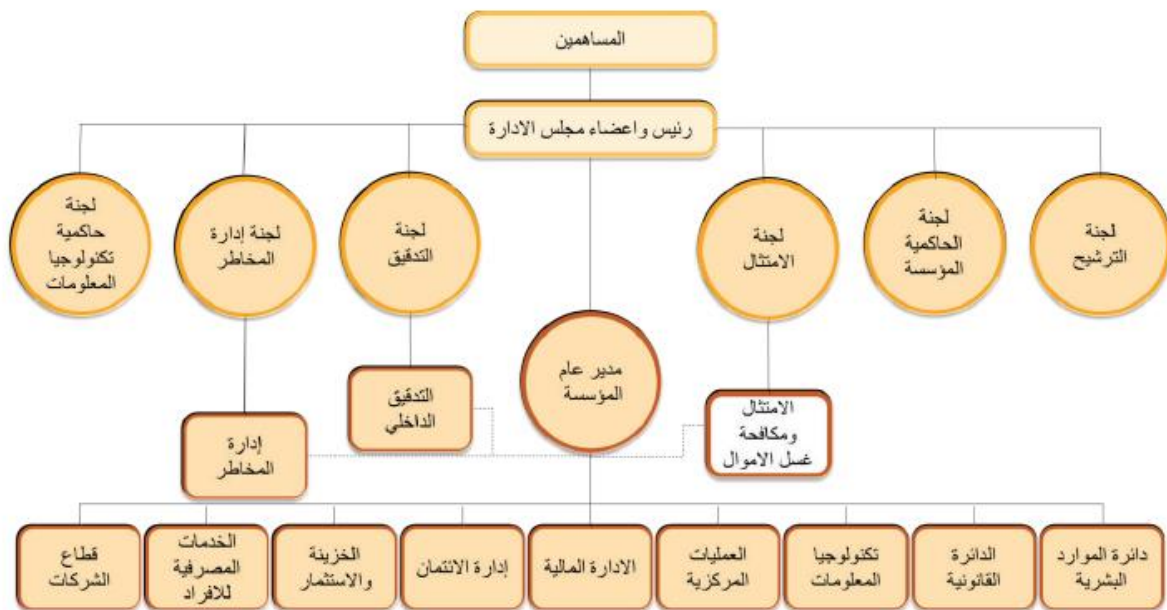 المساهمين
رئيس واعضاء مجلس الادارة
لجنة
الترشيح
لجنة
الحاكمية
المؤسسة
لجنة
الامتثال
لجنة
التدقيق
لجنة إدارة
المخاطر
لجنة
حاكمية
تكنولوجيا
المعلومات
مدير عام
المؤسسة
الامتثال
ومكافحة
غسل الاموال
التدقيق
الداخلي
إدارة
المخاطر
دائرة الموارد
البشرية
الدائرة
القانونية
تكنولوجيا
المعلومات
العمليات
المركزية
الادارة المالية
إدارة الائتمان
الخزينة
والاستثمار
الخدمات
المصرفية
للافراد
قطاع
الشركات